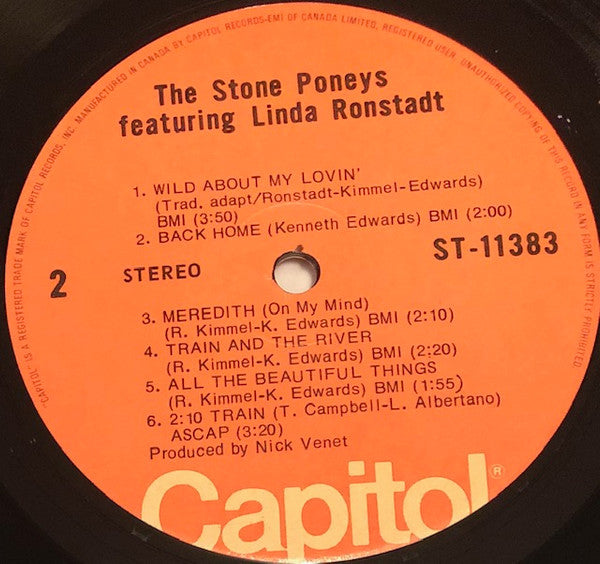 MANUFACTURED IN CANADA BY CAPITOL RECORDS-EMI OF CANADA LIMITED, REGISTERED USER. UNAUTHORIZED COPYING OF THIS RECORD IN ANY FORM IS STRICTLY PROHIBITED.
"CAPITOL" IS A REGISTERED TRADE MARK OF CAPITOL RECORDS, INC.
The Stone Poneys
featuring Linda Ronstadt
1. WILD ABOUT MY LOVIN'
(Trad. adapt/Ronstadt-Kimmel-Edwards)
BMI (3:50)
2. BACK HOME (Kenneth Edwards) BMI (2:00)
2
STEREO
ST-11383
3. MEREDITH (On My Mind)
(R. Kimmel-K. Edwards) BMI (2:10)
4. TRAIN AND THE RIVER
(R. Kimmel-K. Edwards) BMI (2:20)
5. ALL THE BEAUTIFUL THINGS
(R. Kimmel-K. Edwards) BMI (1:55)
6. 2:10 TRAIN (T. Campbell-L. Albertano)
ASCAP (3:20)
Produced by Nick Venet
Capitol®